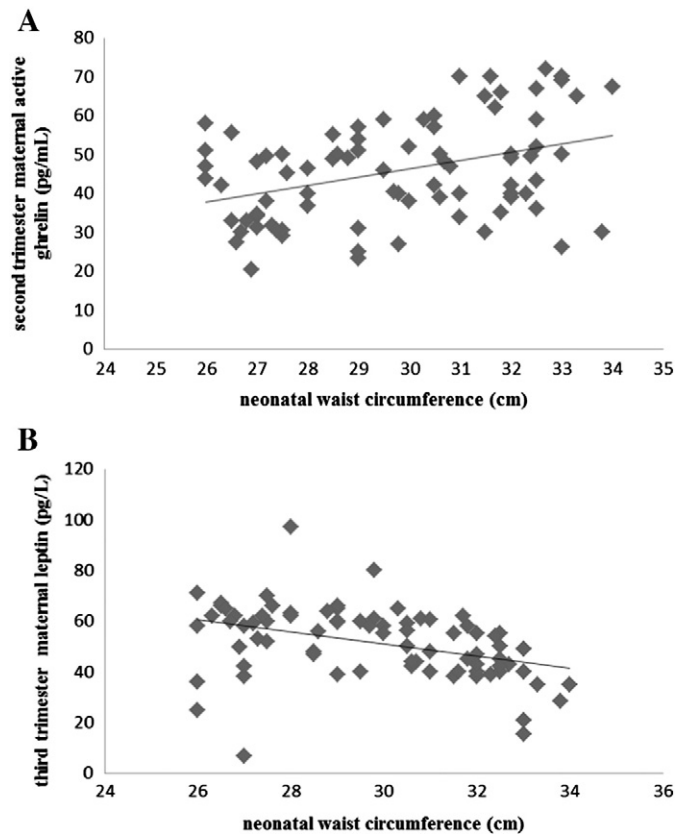 A
80
70
60
50
40
30
20
10
0
second trimester maternal active
ghrelin (pg/mL)
24 25 26 27 28 29 30 31 32 33 34 35
neonatal waist circumference (cm)
B
120
100
80
60
40
20
0
third trimester maternal leptin (pg/L)
24 26 28 30 32 34 36
neonatal waist circumference (cm)